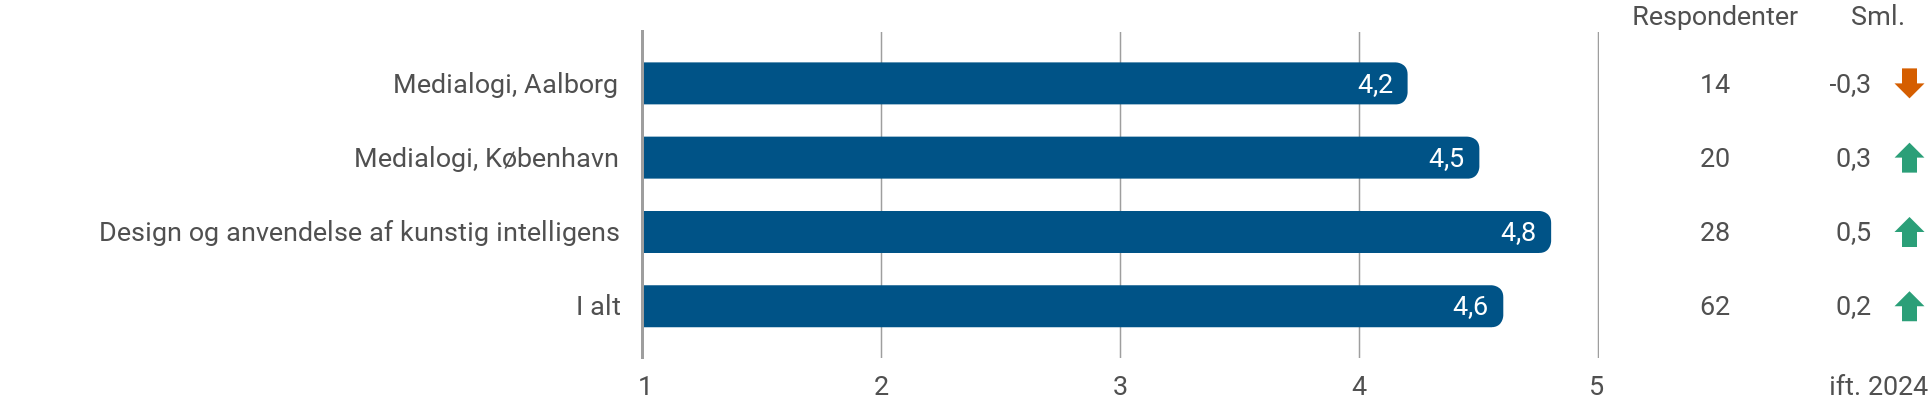 Respondenter Sml.
Medialogi, Aalborg 4,2 14 -0,3
Medialogi, København 4,5 20 0,3
Design og anvendelse af kunstig intelligens 4,8 28 0,5
I alt 4,6 62 0,2
1 2 3 4 5 ift. 2024